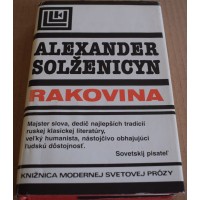 ALEXANDER
SOLŽENICYN
RAKOVINA
Majster slova, dedič najlepších tradícií
ruskej klasickej literatúry,
veľký humanista, nástojčivo obhajujúci
ľudskú dôstojnosť.
Sovetskij pisateľ
KNIŽNICA MODERNEJ SVETOVEJ PRÓZY